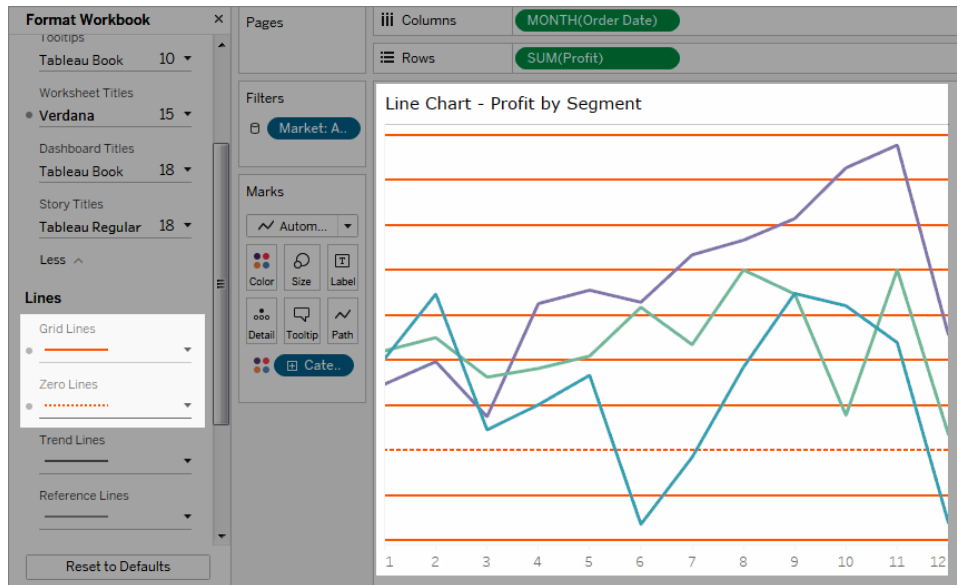 Format Workbook
×
Tooltips
Tableau Book 10
Worksheet Titles
Verdana 15
Dashboard Titles
Tableau Book 18
Story Titles
Tableau Regular 18
Less
Lines
Grid Lines
Zero Lines
Trend Lines
Reference Lines
Reset to Defaults
Pages
Filters
Market: A..
Marks
Autom...
Color Size Label
Detail Tooltip Path
Cate..
iii Columns MONTH(Order Date)
Rows SUM(Profit)
Line Chart - Profit by Segment
1 2 3 4 5 6 7 8 9 10 11 12